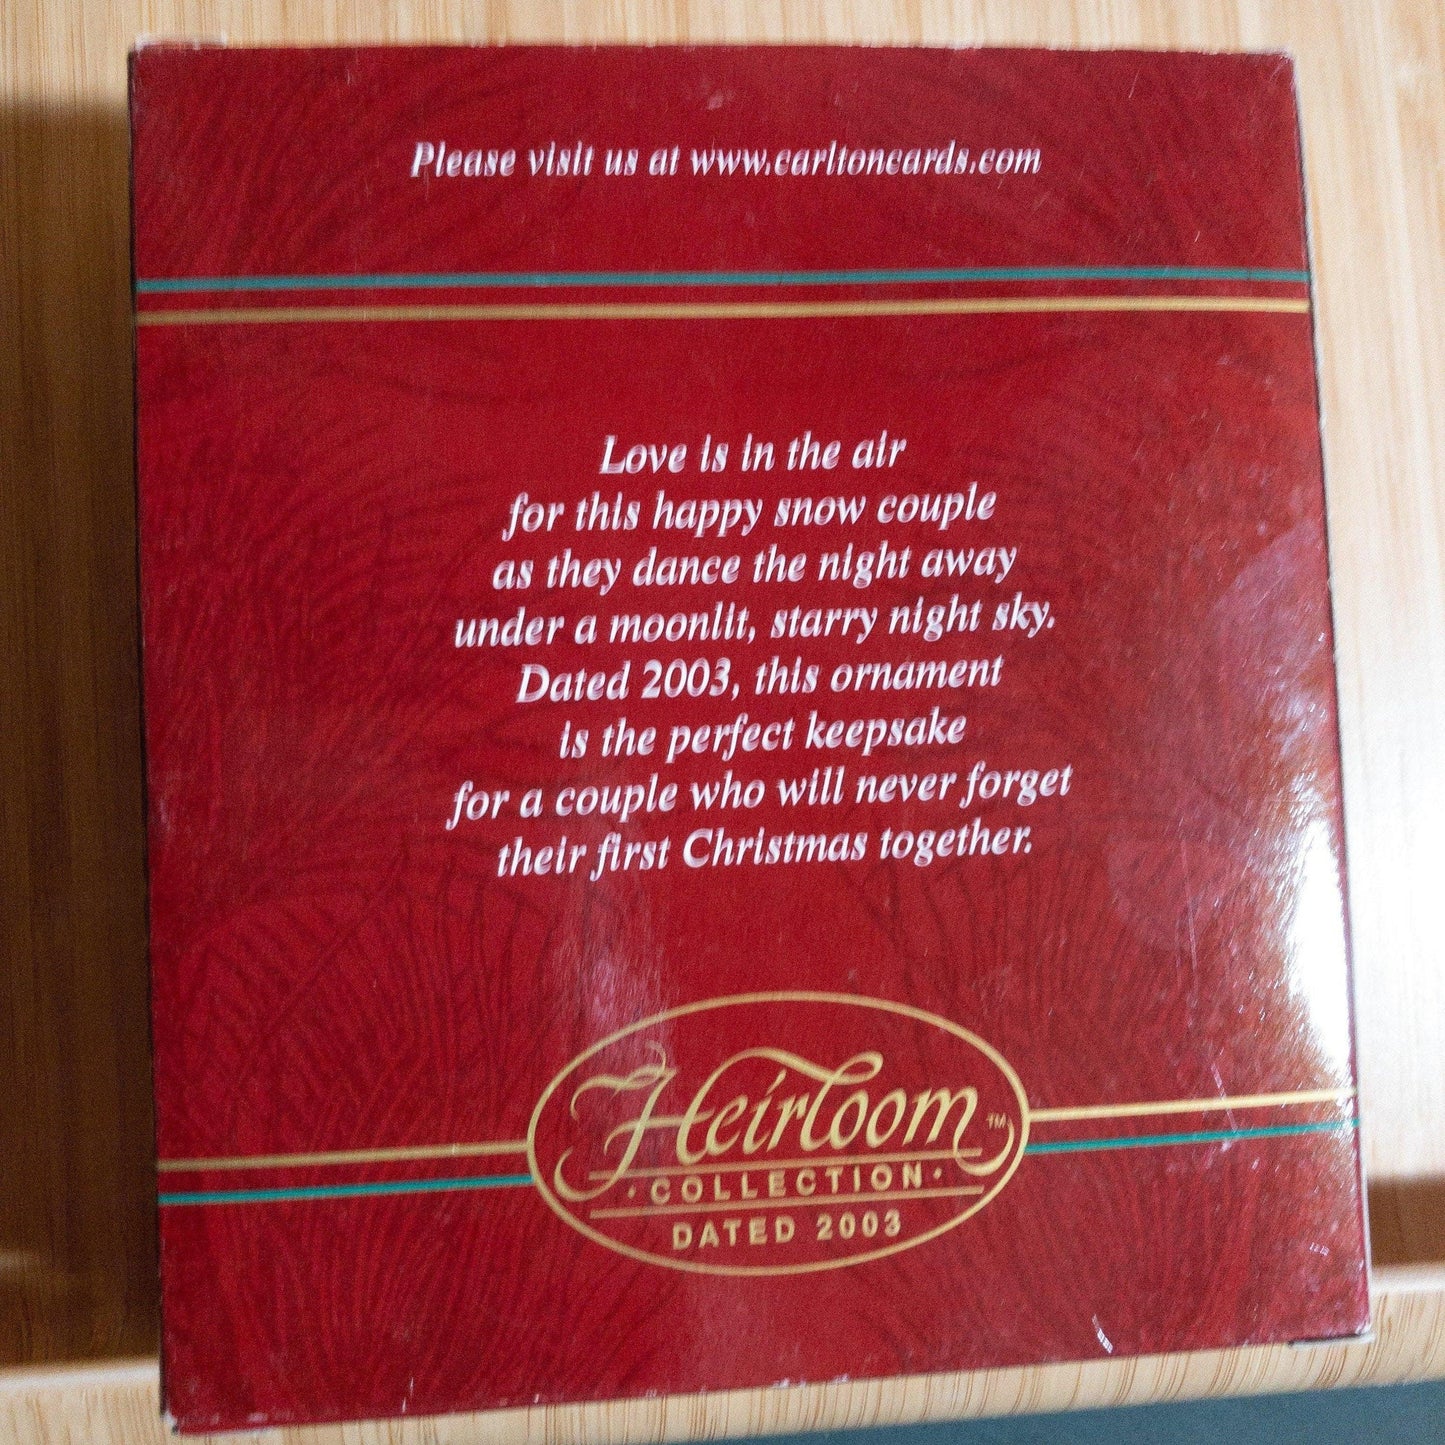 Please visit us at www.carltoncards.com
Love is in the air
for this happy snow couple
as they dance the night away
under a moonlit, starry night sky.
Dated 2003, this ornament
is the perfect keepsake
for a couple who will never forget
their first Christmas together.
Heirloom™
• COLLECTION •
DATED 2003